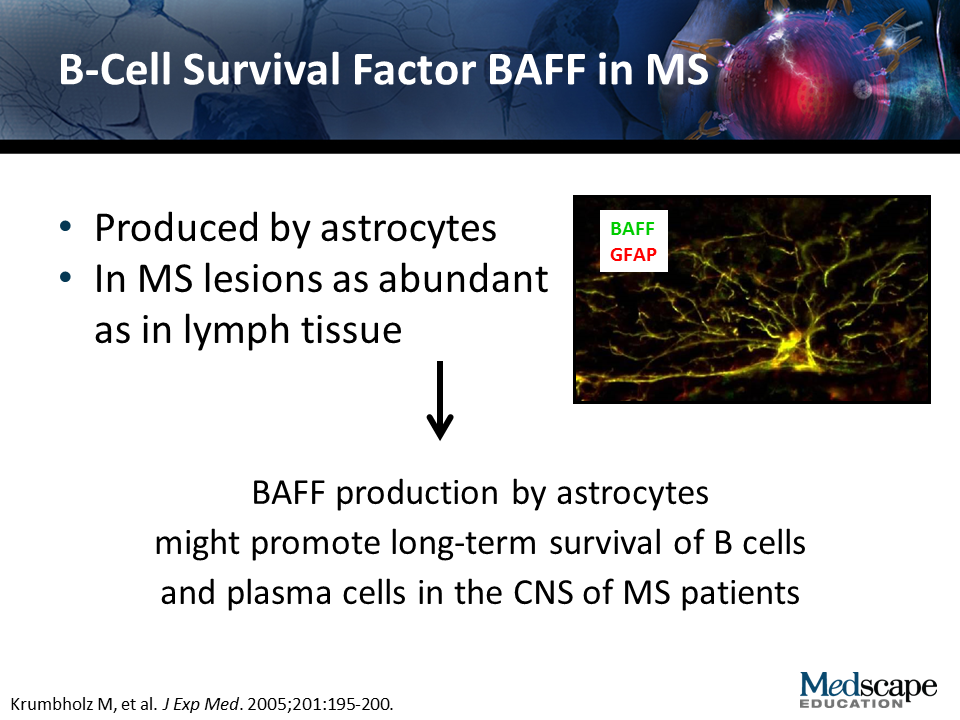 B-Cell Survival Factor BAFF in MS
• Produced by astrocytes
• In MS lesions as abundant
as in lymph tissue
BAFF
GFAP
BAFF production by astrocytes
might promote long-term survival of B cells
and plasma cells in the CNS of MS patients
Krumbholz M, et al. J Exp Med. 2005;201:195-200.
Medscape
EDUCATION